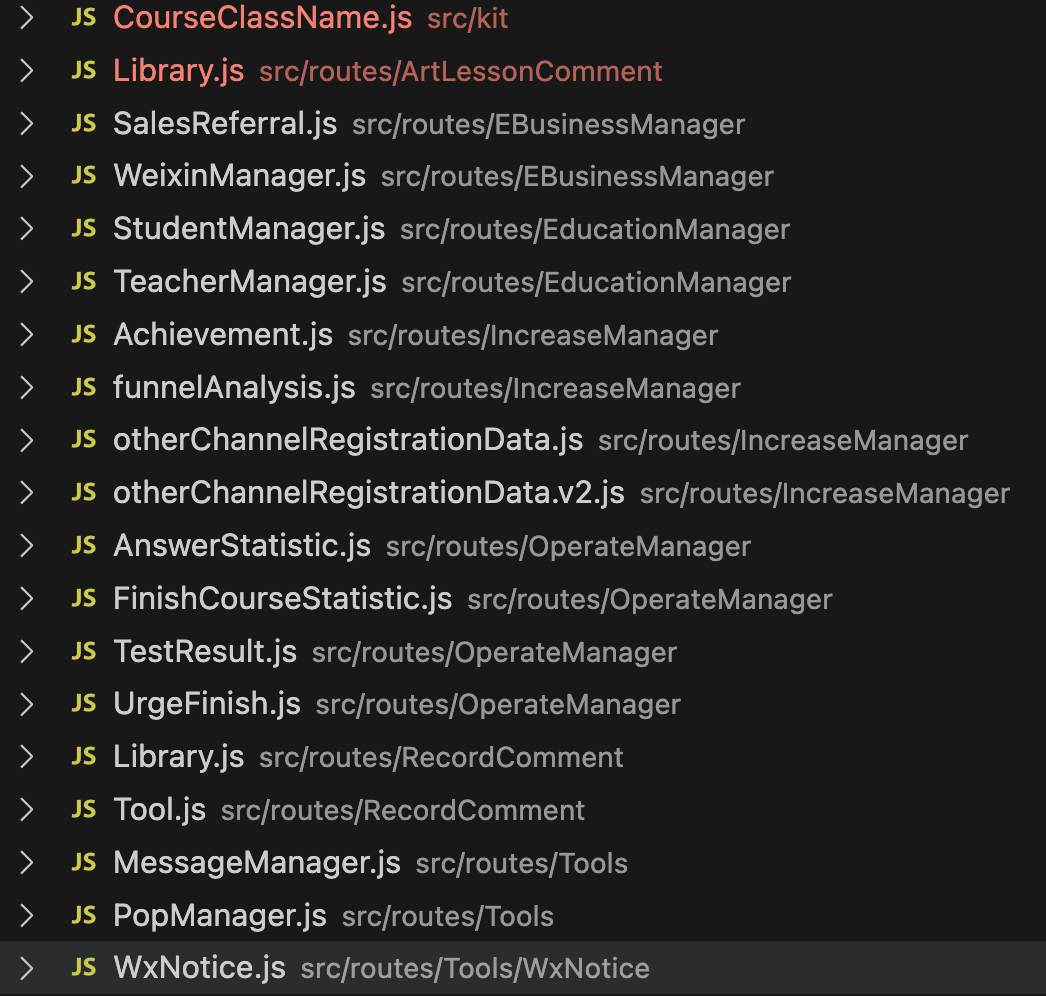 JS CourseClassName.js src/kit
JS Library.js src/routes/ArtLessonComment
JS SalesReferral.js src/routes/EBusinessManager
JS WeixinManager.js src/routes/EBusinessManager
JS StudentManager.js src/routes/EducationManager
JS TeacherManager.js src/routes/EducationManager
JS Achievement.js src/routes/IncreaseManager
JS funnelAnalysis.js src/routes/IncreaseManager
JS otherChannelRegistrationData.js src/routes/IncreaseManager
JS otherChannelRegistrationData.v2.js src/routes/IncreaseManager
JS AnswerStatistic.js src/routes/OperateManager
JS FinishCourseStatistic.js src/routes/OperateManager
JS TestResult.js src/routes/OperateManager
JS UrgeFinish.js src/routes/OperateManager
JS Library.js src/routes/RecordComment
JS Tool.js src/routes/RecordComment
JS MessageManager.js src/routes/Tools
JS PopManager.js src/routes/Tools
JS WxNotice.js src/routes/Tools/WxNotice